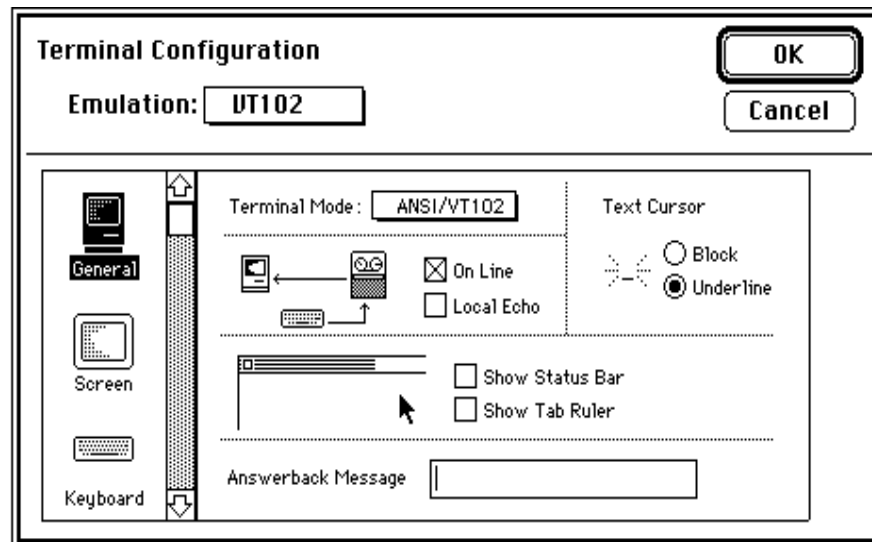 Terminal Configuration
OK
Emulation: VT102
Cancel
General
Screen
Keyboard
Terminal Mode: ANSI/VT102
Text Cursor
On Line
Local Echo
Block
Underline
Show Status Bar
Show Tab Ruler
Answerback Message